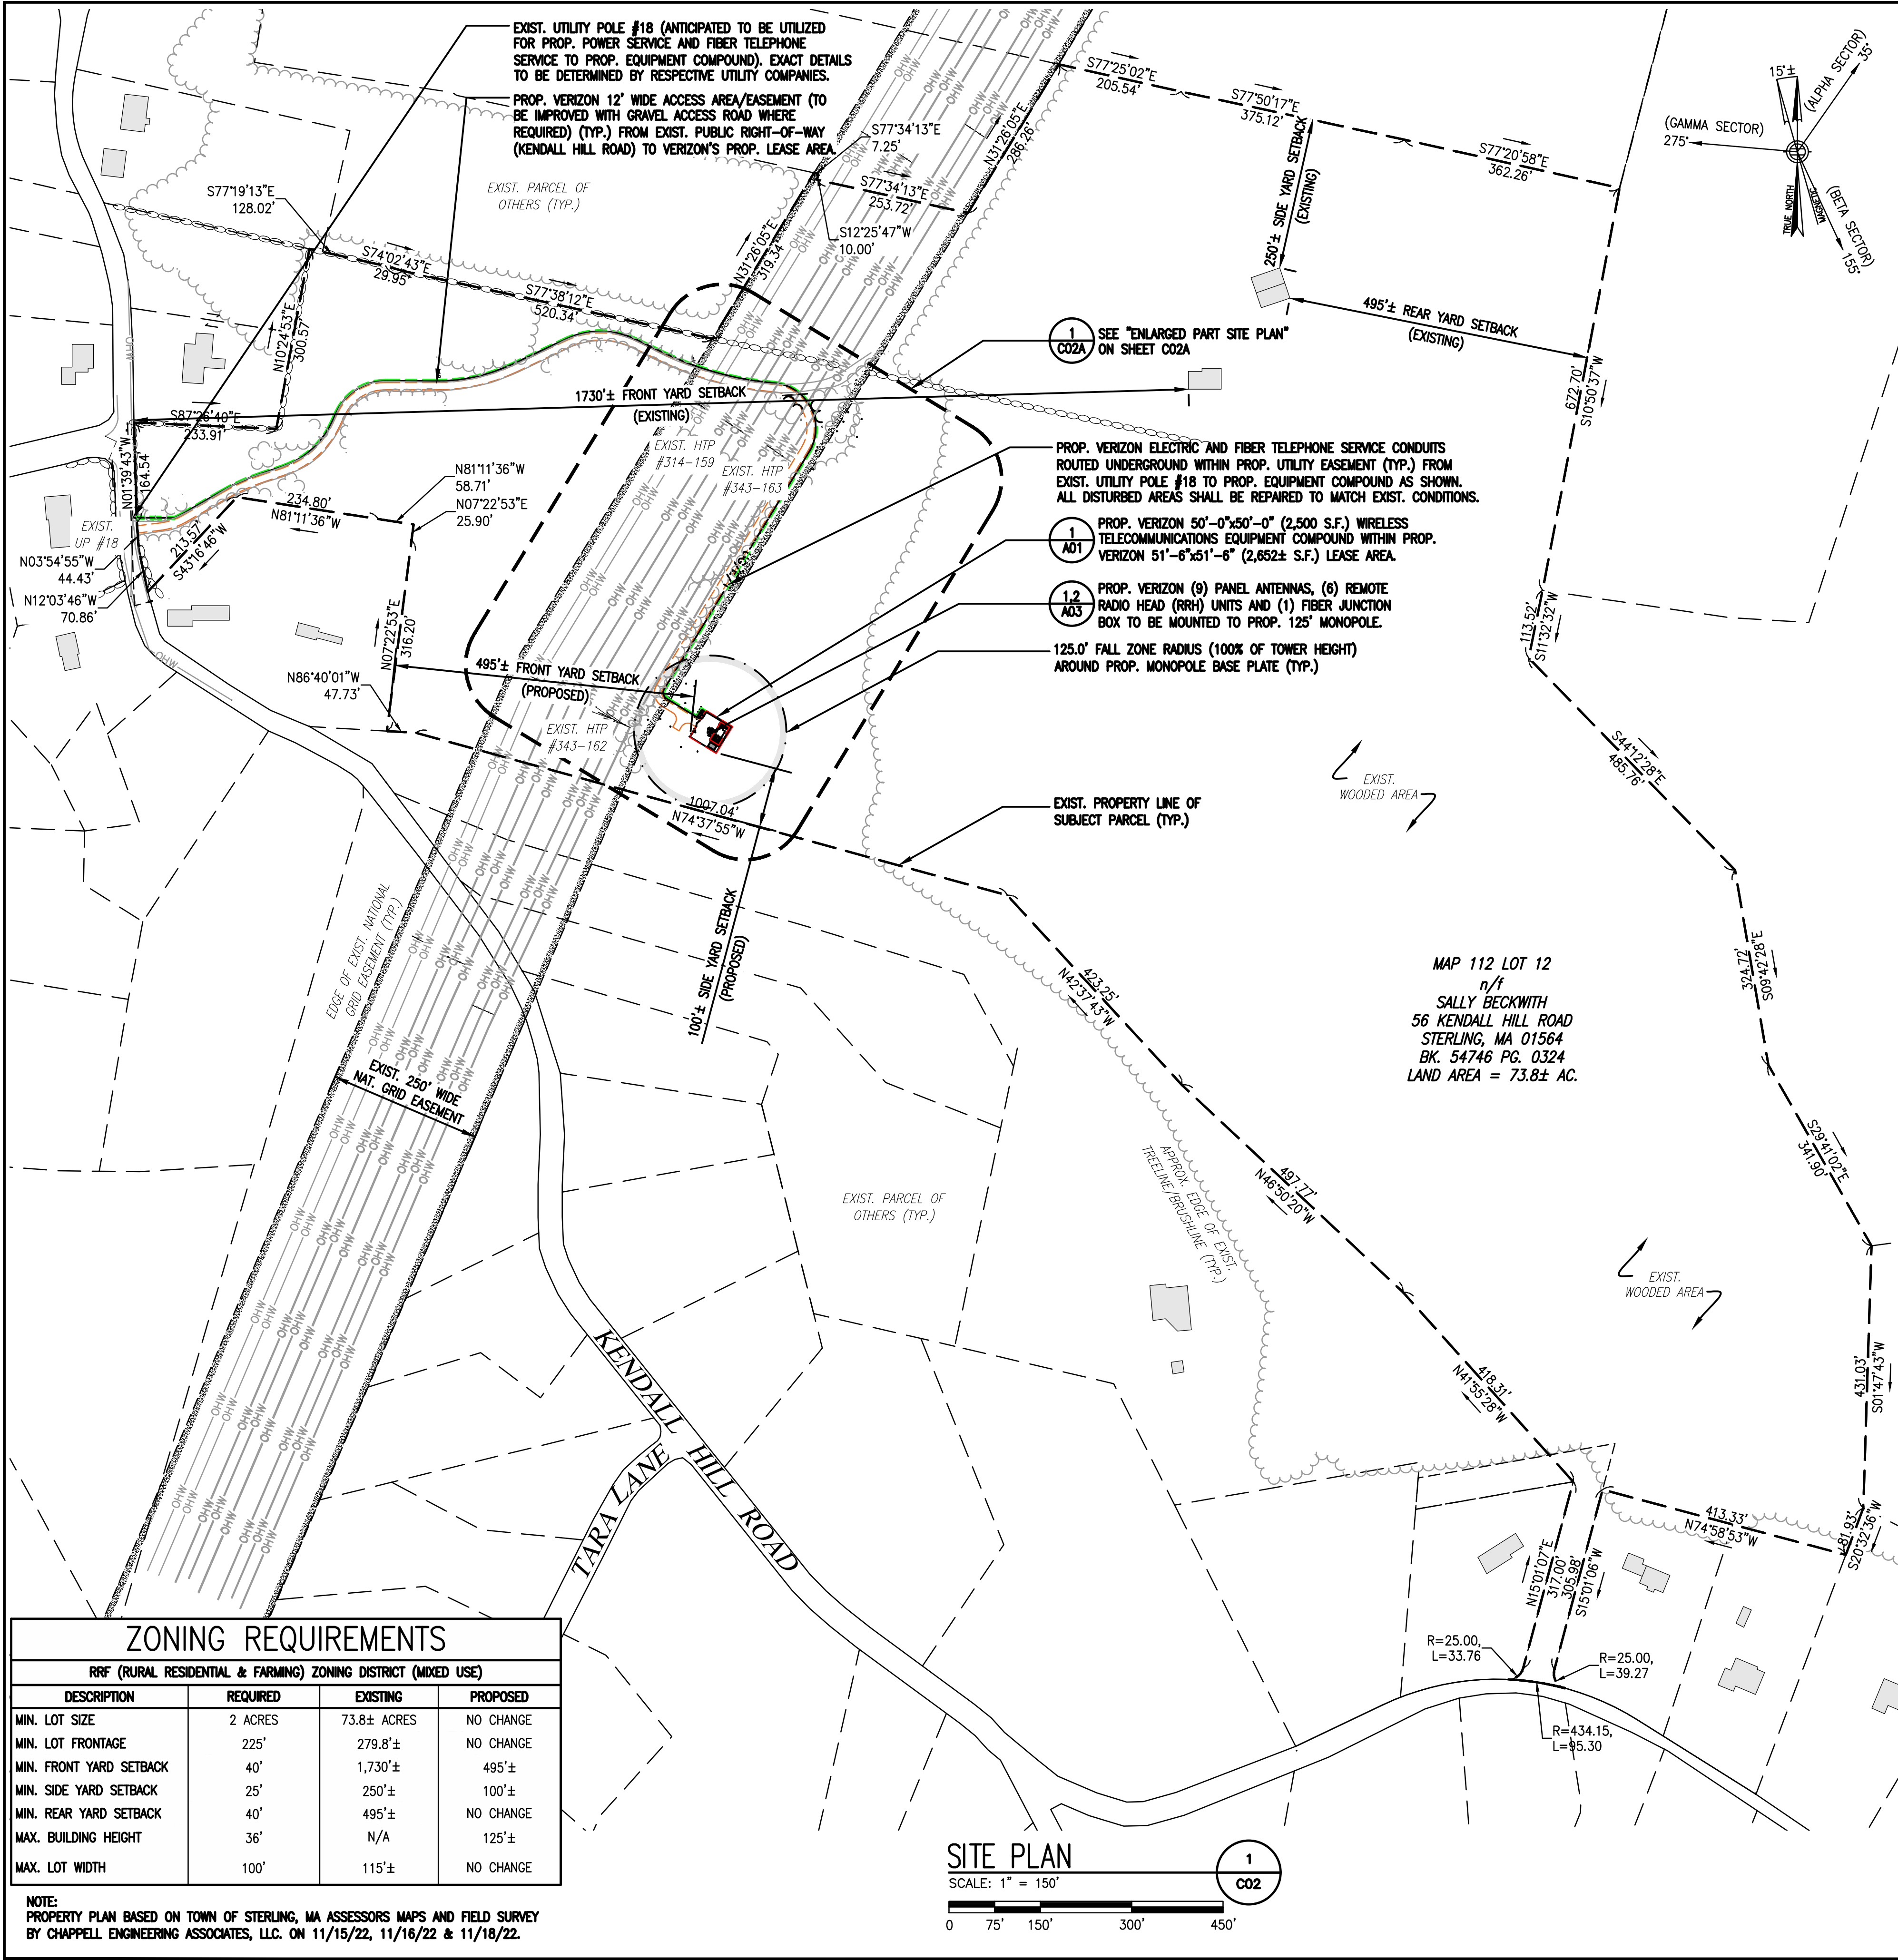 EXIST. UTILITY POLE #18 (ANTICIPATED TO BE UTILIZED
FOR PROP. POWER SERVICE AND FIBER TELEPHONE
SERVICE TO PROP. EQUIPMENT COMPOUND). EXACT DETAILS
TO BE DETERMINED BY RESPECTIVE UTILITY COMPANIES.
PROP. VERIZON 12' WIDE ACCESS AREA/EASEMENT (TO
BE IMPROVED WITH GRAVEL ACCESS ROAD WHERE
REQUIRED) (TYP.) FROM EXIST. PUBLIC RIGHT-OF-WAY
(KENDALL HILL ROAD) TO VERIZON'S PROP. LEASE AREA.
EXIST. PARCEL OF
OTHERS (TYP.)
S77°19'13"E
128.02'
S74°02'43"E
29.95'
S77°38'12"E
520.34'
N10°24'53"E
300.57'
N31°26'05"E
319.34'
S77°34'13"E
7.25'
S77°34'13"E
253.72'
S12°25'47"W
10.00'
N31°26'05"E
286.26'
S77°25'02"E
205.54'
S77°50'17"E
375.12'
S77°20'58"E
362.26'
250'± SIDE YARD SETBACK
(EXISTING)
495'± REAR YARD SETBACK
(EXISTING)
15°±
(ALPHA SECTOR)
35°
(GAMMA SECTOR)
275°
(BETA SECTOR)
155°
TRUE NORTH
MAGNETIC
1
C02A
SEE "ENLARGED PART SITE PLAN"
ON SHEET C02A
1730'± FRONT YARD SETBACK
(EXISTING)
S87°26'40"E
233.91'
N01°39'43"W
164.54'
EXIST. HTP
#314-159
EXIST. HTP
#343-163
672.70'
S10°50'37"W
PROP. VERIZON ELECTRIC AND FIBER TELEPHONE SERVICE CONDUITS
ROUTED UNDERGROUND WITHIN PROP. UTILITY EASEMENT (TYP.) FROM
EXIST. UTILITY POLE #18 TO PROP. EQUIPMENT COMPOUND AS SHOWN.
ALL DISTURBED AREAS SHALL BE REPAIRED TO MATCH EXIST. CONDITIONS.
1
A01
PROP. VERIZON 50'-0"x50'-0" (2,500 S.F.) WIRELESS
TELECOMMUNICATIONS EQUIPMENT COMPOUND WITHIN PROP.
VERIZON 51'-6"x51'-6" (2,652± S.F.) LEASE AREA.
1,2
A03
PROP. VERIZON (9) PANEL ANTENNAS, (6) REMOTE
RADIO HEAD (RRH) UNITS AND (1) FIBER JUNCTION
BOX TO BE MOUNTED TO PROP. 125' MONOPOLE.
125.0' FALL ZONE RADIUS (100% OF TOWER HEIGHT)
AROUND PROP. MONOPOLE BASE PLATE (TYP.)
EXIST.
UP #18
234.80'
N81°11'36"W
N81°11'36"W
58.71'
N07°22'53"E
25.90'
213.57'
S43°16'46"W
N03°54'55"W
44.43'
N12°03'46"W
70.86'
N07°22'53"E
316.20'
N86°40'01"W
47.73'
495'± FRONT YARD SETBACK
(PROPOSED)
EXIST. HTP
#343-162
113.52'
S11°32'32"W
S44°12'28"E
485.76'
EXIST.
WOODED AREA
1007.04'
N74°37'55"W
EXIST. PROPERTY LINE OF
SUBJECT PARCEL (TYP.)
100'± SIDE YARD SETBACK
(PROPOSED)
EDGE OF EXIST. NATIONAL
GRID EASEMENT (TYP.)
EXIST. 250' WIDE
NAT. GRID EASEMENT
OHW
423.25'
N42°37'43"W
MAP 112 LOT 12
n/f
SALLY BECKWITH
56 KENDALL HILL ROAD
STERLING, MA 01564
BK. 54746 PG. 0324
LAND AREA = 73.8± AC.
324.72'
S09°42'28"E
S29°41'02"E
341.90'
497.77'
N46°50'20"W
APPROX. EDGE OF EXIST.
TREELINE/BRUSHLINE (TYP.)
EXIST. PARCEL OF
OTHERS (TYP.)
EXIST.
WOODED AREA
418.31'
N41°55'28"W
431.03'
S01°47'43"W
413.33'
N74°58'53"W
81.93'
S20°32'36"W
N15°01'07"E
317.00'
305.98'
S15°01'06"W
R=25.00,
L=33.76
R=25.00,
L=39.27
R=434.15,
L=95.30
KENDALL HILL ROAD
TARA LANE
ZONING REQUIREMENTS
RRF (RURAL RESIDENTIAL & FARMING) ZONING DISTRICT (MIXED USE)
DESCRIPTION REQUIRED EXISTING PROPOSED
MIN. LOT SIZE 2 ACRES 73.8± ACRES NO CHANGE
MIN. LOT FRONTAGE 225' 279.8'± NO CHANGE
MIN. FRONT YARD SETBACK 40' 1,730'± 495'±
MIN. SIDE YARD SETBACK 25' 250'± 100'±
MIN. REAR YARD SETBACK 40' 495'± NO CHANGE
MAX. BUILDING HEIGHT 36' N/A 125'±
MAX. LOT WIDTH 100' 115'± NO CHANGE
NOTE:
PROPERTY PLAN BASED ON TOWN OF STERLING, MA ASSESSORS MAPS AND FIELD SURVEY
BY CHAPPELL ENGINEERING ASSOCIATES, LLC. ON 11/15/22, 11/16/22 & 11/18/22.
SITE PLAN
SCALE: 1" = 150'
1
C02
0 75' 150' 300' 450'